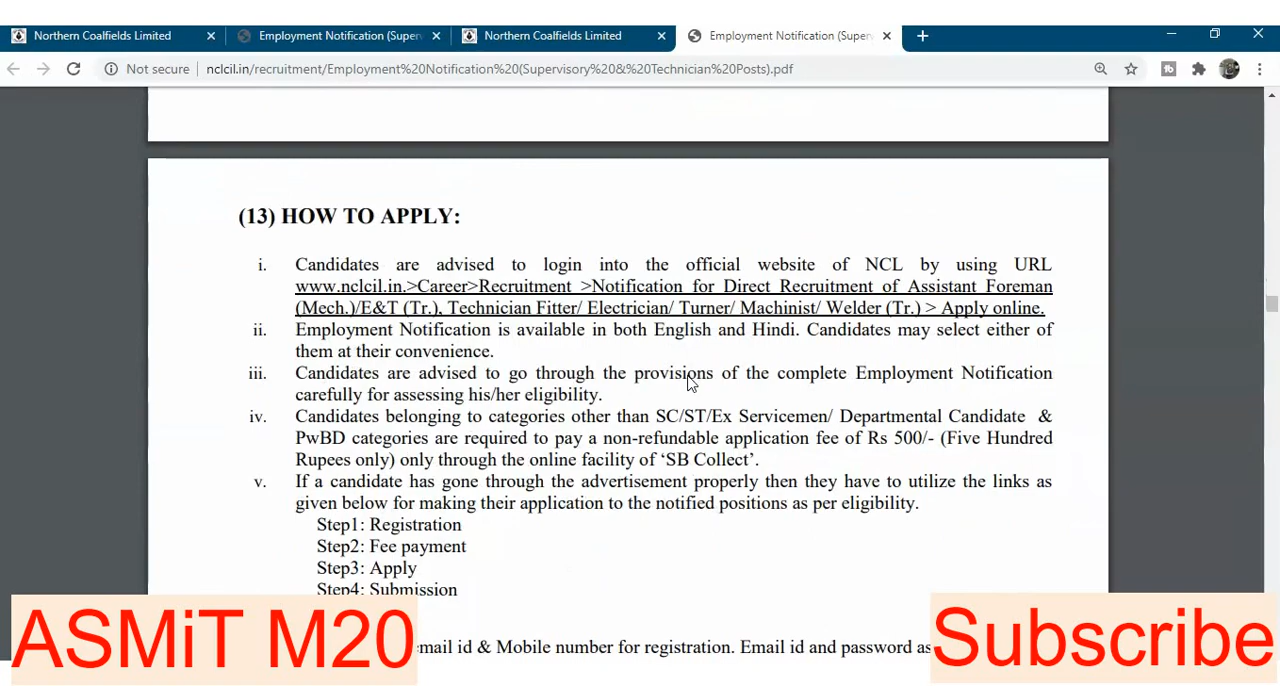 Northern Coalfields Limited
Employment Notification (Super
Northern Coalfields Limited
Employment Notification (Super
Not secure
nclcil.in/recruitment/Employment%20Notification%20(Supervisory%20&%20Technician%20Posts).pdf
(13) HOW TO APPLY:
i. Candidates are advised to login into the official website of NCL by using URL
www.nclcil.in.>Career>Recruitment >Notification for Direct Recruitment of Assistant Foreman
(Mech.)/E&T (Tr.), Technician Fitter/ Electrician/ Turner/ Machinist/ Welder (Tr.) > Apply online.
ii. Employment Notification is available in both English and Hindi. Candidates may select either of
them at their convenience.
iii. Candidates are advised to go through the provisions of the complete Employment Notification
carefully for assessing his/her eligibility.
iv. Candidates belonging to categories other than SC/ST/Ex Servicemen/ Departmental Candidate &
PwBD categories are required to pay a non-refundable application fee of Rs 500/- (Five Hundred
Rupees only) only through the online facility of ‘SB Collect’.
v. If a candidate has gone through the advertisement properly then they have to utilize the links as
given below for making their application to the notified positions as per eligibility.
Step1: Registration
Step2: Fee payment
Step3: Apply
Step4: Submission
email id & Mobile number for registration. Email id and password as
ASMiT M20
Subscribe